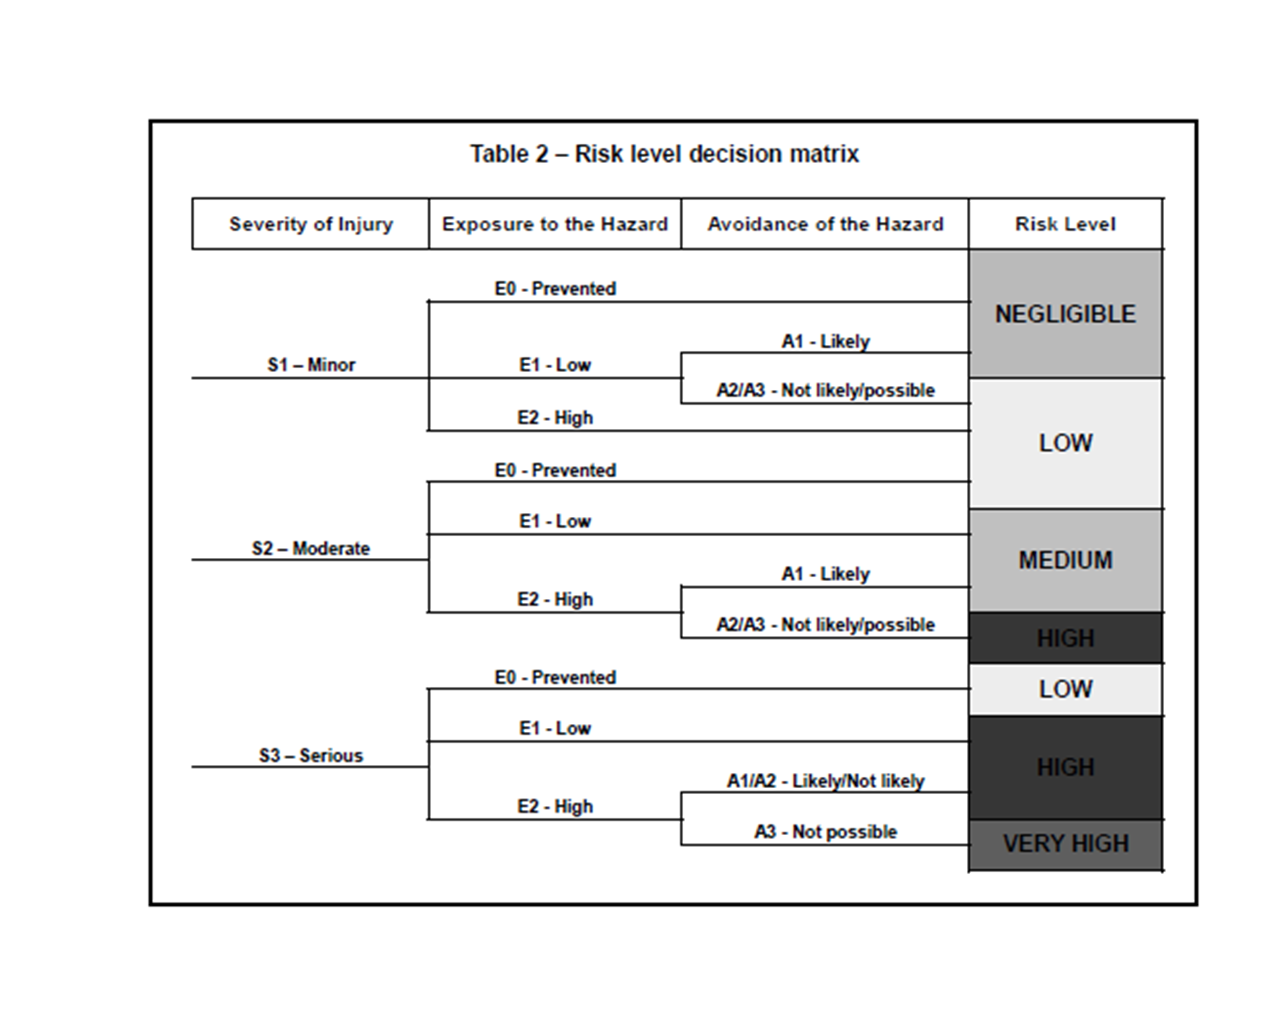 Table 2 – Risk level decision matrix
Severity of Injury
Exposure to the Hazard
Avoidance of the Hazard
Risk Level
E0 - Prevented
NEGLIGIBLE
A1 - Likely
S1 – Minor
E1 - Low
A2/A3 - Not likely/possible
E2 - High
LOW
E0 - Prevented
E1 - Low
S2 – Moderate
MEDIUM
A1 - Likely
E2 - High
A2/A3 - Not likely/possible
HIGH
E0 - Prevented
LOW
E1 - Low
S3 – Serious
HIGH
A1/A2 - Likely/Not likely
E2 - High
A3 - Not possible
VERY HIGH